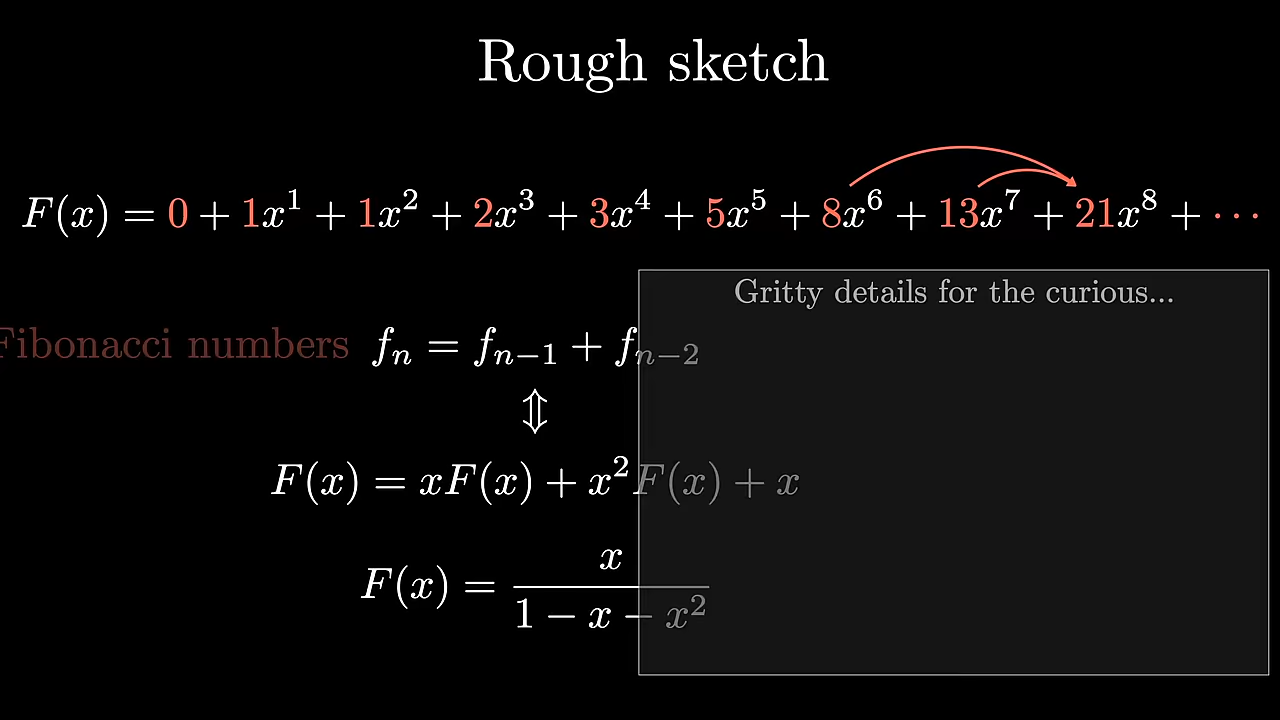 Rough sketch
F(x) = 0 + 1x¹ + 1x² + 2x³ + 3x⁴ + 5x⁵ + 8x⁶ + 13x⁷ + 21x⁸ + ⋯
Gritty details for the curious...
Fibonacci numbers fₙ = fₙ₋₁ + fₙ₋₂
⇕
F(x) = xF(x) + x²F(x) + x
F(x) = x / (1 − x − x²)